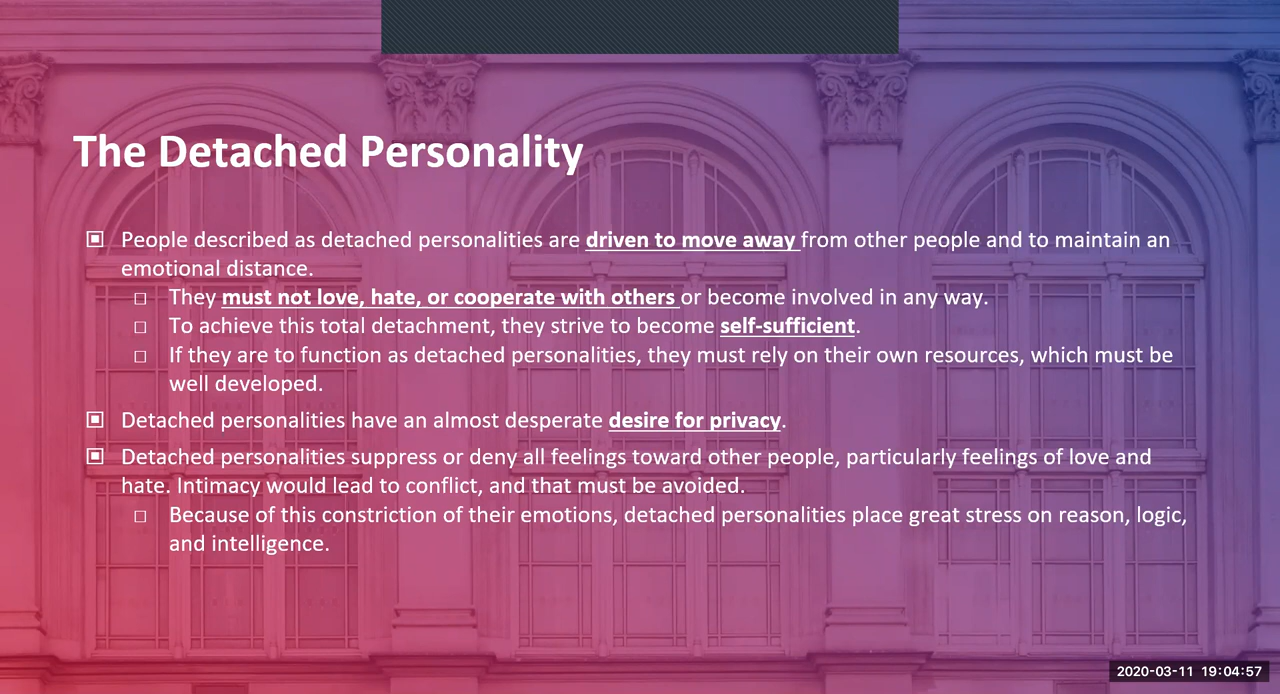 The Detached Personality
People described as detached personalities are driven to move away from other people and to maintain an
emotional distance.
They must not love, hate, or cooperate with others or become involved in any way.
To achieve this total detachment, they strive to become self-sufficient.
If they are to function as detached personalities, they must rely on their own resources, which must be
well developed.
Detached personalities have an almost desperate desire for privacy.
Detached personalities suppress or deny all feelings toward other people, particularly feelings of love and
hate. Intimacy would lead to conflict, and that must be avoided.
Because of this constriction of their emotions, detached personalities place great stress on reason, logic,
and intelligence.
2020-03-11 19:04:57